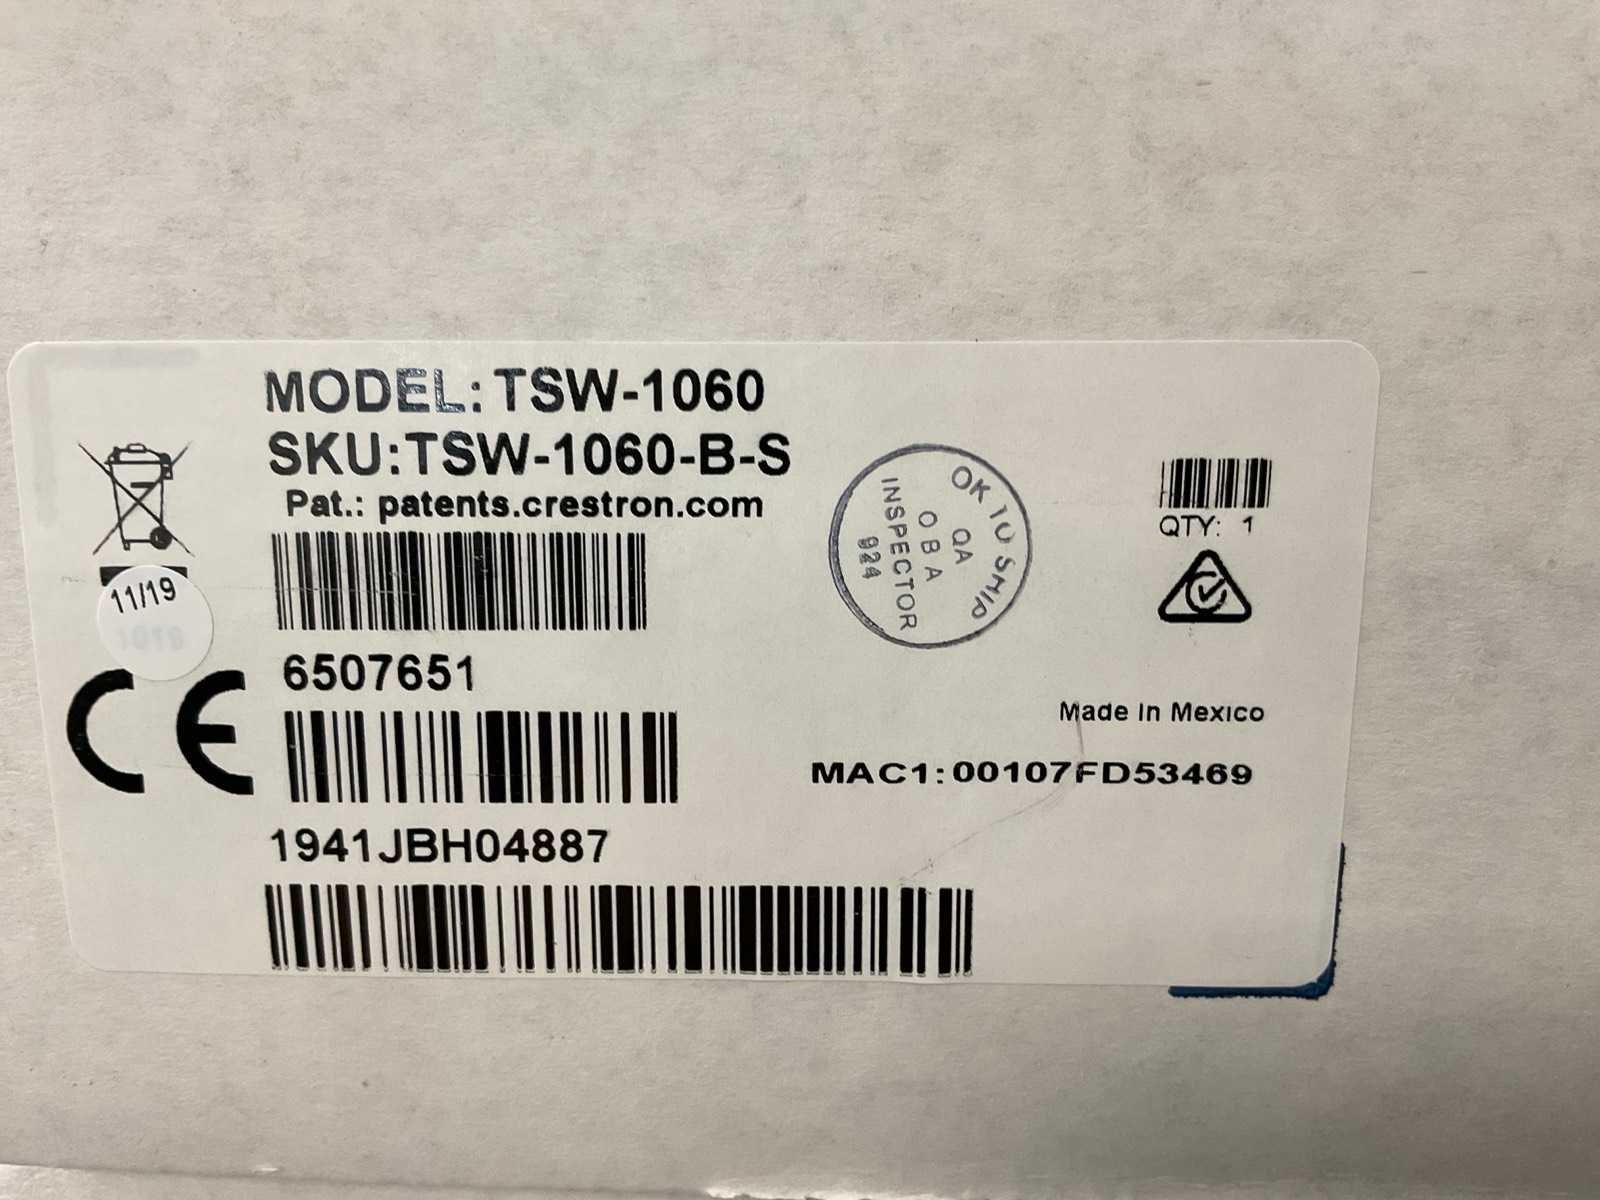 MODEL: TSW-1060
SKU:TSW-1060-B-S
Pat.: patents.crestron.com
11/19
6507651
1941JBH04887
OK TO SHIP
QA
OBA
INSPECTOR
924
QTY: 1
Made In Mexico
MAC1:00107FD53469
CE